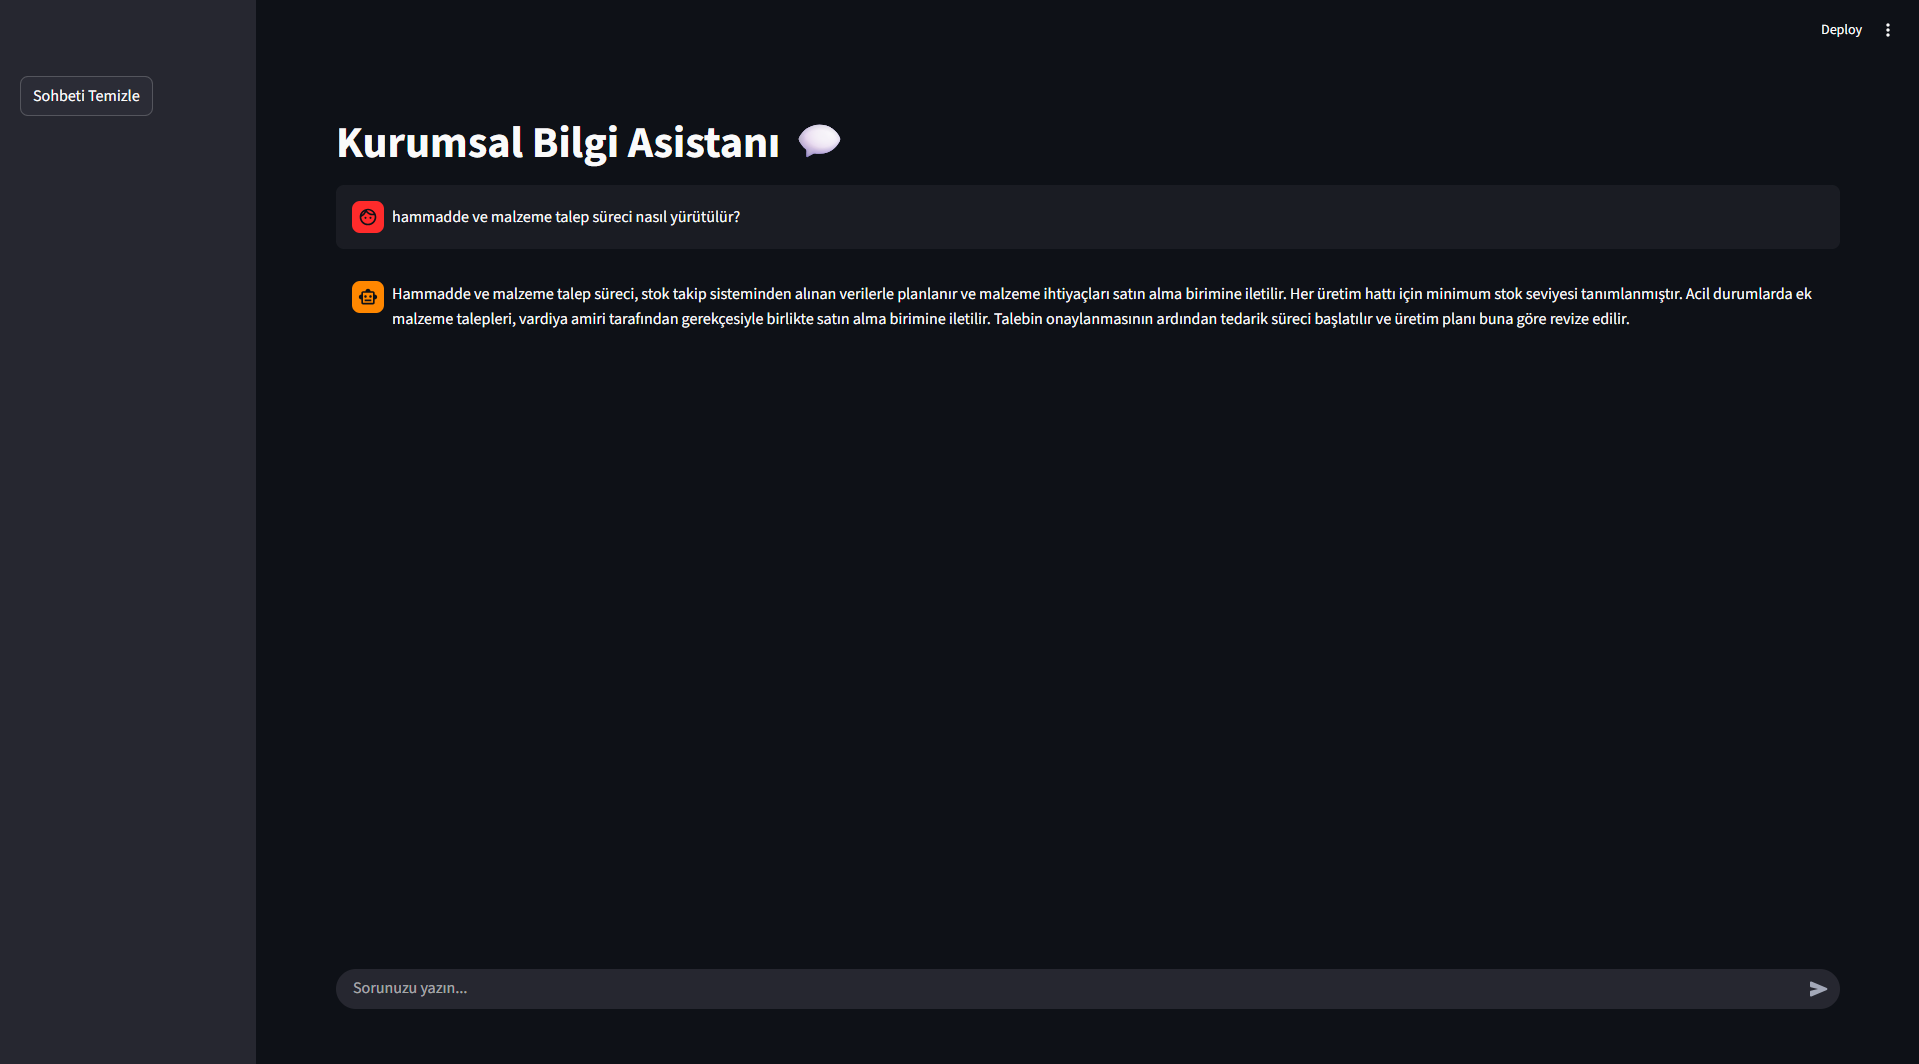 Deploy
Sohbeti Temizle
Kurumsal Bilgi Asistanı
hammadde ve malzeme talep süreci nasıl yürütülür?
Hammadde ve malzeme talep süreci, stok takip sisteminden alınan verilerle planlanır ve malzeme ihtiyaçları satın alma birimine iletilir. Her üretim hattı için minimum stok seviyesi tanımlanmıştır. Acil durumlarda ek
malzeme talepleri, vardiya amiri tarafından gerekçesiyle birlikte satın alma birimine iletilir. Talebin onaylanmasının ardından tedarik süreci başlatılır ve üretim planı buna göre revize edilir.
Sorunuzu yazın...